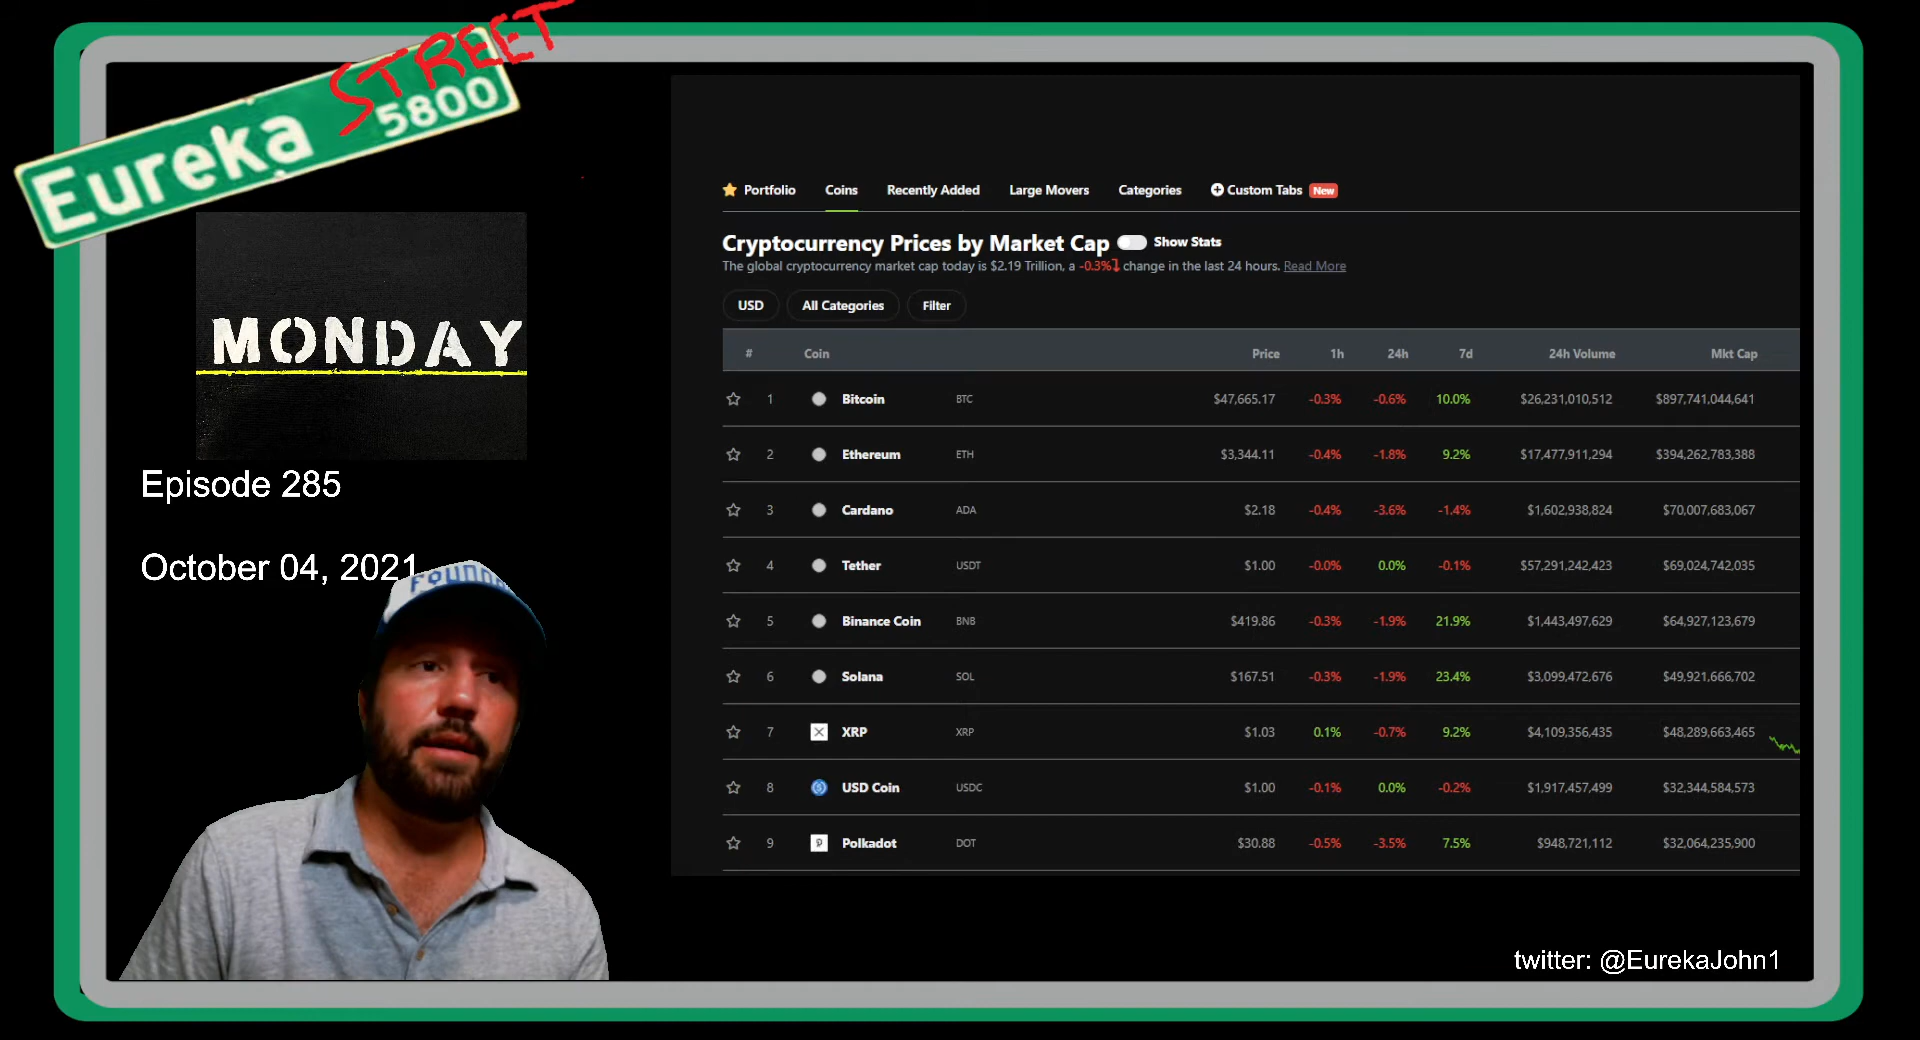 Eureka STREET
5800
MONDAY
Episode 285
October 04, 2021
Portfolio Coins Recently Added Large Movers Categories Custom Tabs New
Cryptocurrency Prices by Market Cap Show Stats
The global cryptocurrency market cap today is $2.19 Trillion, a -0.3% change in the last 24 hours. Read More
USD All Categories Filter
# Coin Price 1h 24h 7d 24h Volume Mkt Cap
1 Bitcoin BTC $47,665.17 -0.3% -0.6% 10.0% $26,231,010,512 $897,741,044,641
2 Ethereum ETH $3,344.11 -0.4% -1.8% 9.2% $17,477,911,294 $394,262,783,388
3 Cardano ADA $2.18 -0.4% -3.6% -1.4% $1,602,938,824 $70,007,683,067
4 Tether USDT $1.00 -0.0% 0.0% -0.1% $57,291,242,423 $69,024,742,035
5 Binance Coin BNB $419.86 -0.3% -1.9% 21.9% $1,443,497,629 $64,927,123,679
6 Solana SOL $167.51 -0.3% -1.9% 23.4% $3,099,472,676 $49,921,666,702
7 XRP XRP $1.03 0.1% -0.7% 9.2% $4,109,356,435 $48,289,663,465
8 USD Coin USDC $1.00 -0.1% 0.0% -0.2% $1,917,457,499 $32,344,584,573
9 Polkadot DOT $30.88 -0.5% -3.5% 7.5% $948,721,112 $32,064,235,900
twitter: @EurekaJohn1